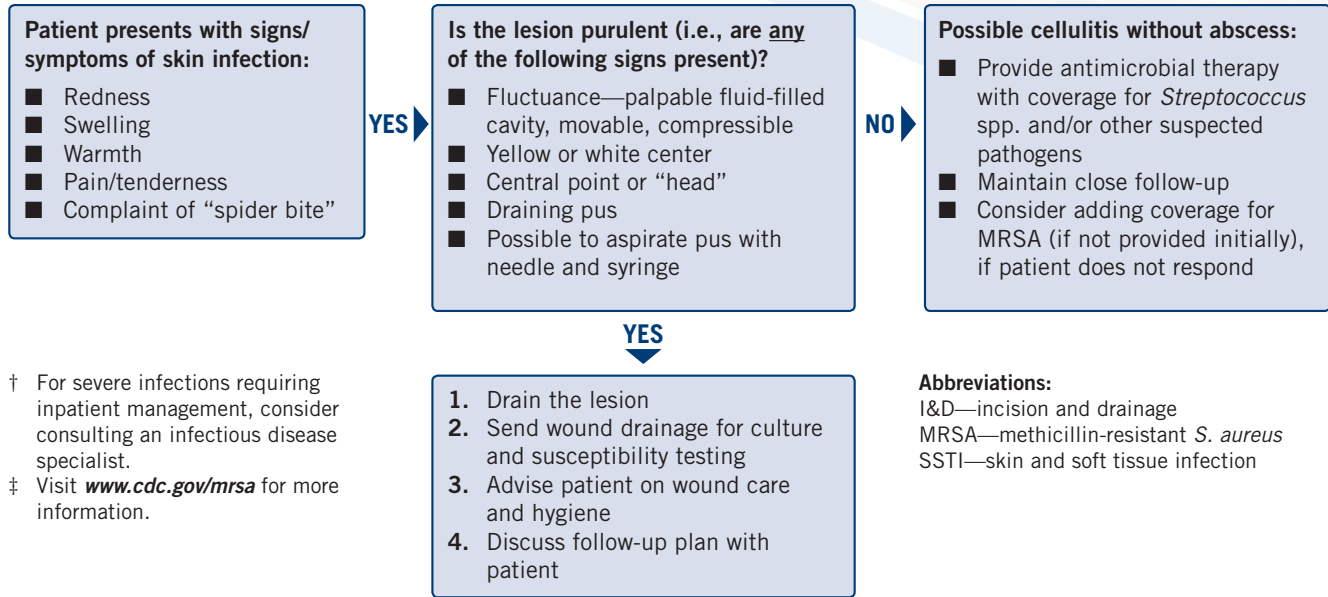 Patient presents with signs/
symptoms of skin infection:
■ Redness
■ Swelling
■ Warmth
■ Pain/tenderness
■ Complaint of “spider bite”
YES
Is the lesion purulent (i.e., are any
of the following signs present)?
■ Fluctuance—palpable fluid-filled
cavity, movable, compressible
■ Yellow or white center
■ Central point or “head”
■ Draining pus
■ Possible to aspirate pus with
needle and syringe
NO
Possible cellulitis without abscess:
■ Provide antimicrobial therapy
with coverage for Streptococcus
spp. and/or other suspected
pathogens
■ Maintain close follow-up
■ Consider adding coverage for
MRSA (if not provided initially),
if patient does not respond
YES
1. Drain the lesion
2. Send wound drainage for culture
and susceptibility testing
3. Advise patient on wound care
and hygiene
4. Discuss follow-up plan with
patient
† For severe infections requiring
inpatient management, consider
consulting an infectious disease
specialist.
‡ Visit www.cdc.gov/mrsa for more
information.
Abbreviations:
I&D—incision and drainage
MRSA—methicillin-resistant S. aureus
SSTI—skin and soft tissue infection